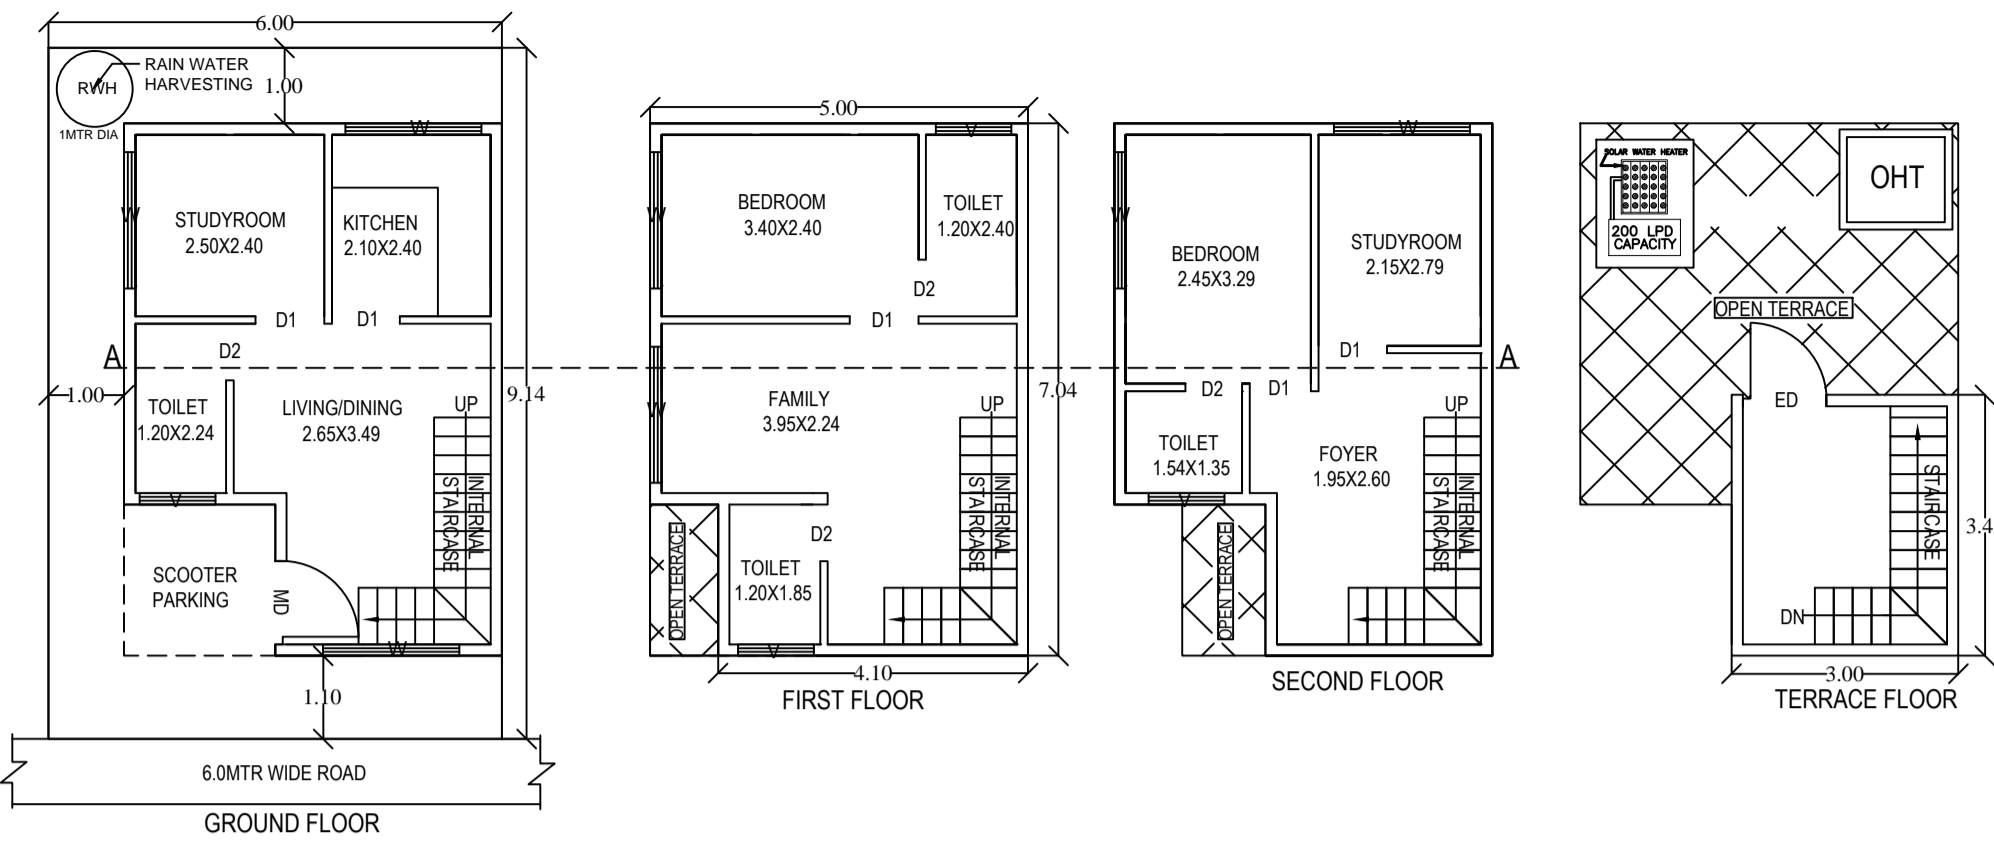 6.00
RWH
RAIN WATER
HARVESTING
1MTR DIA
1.00
W
W
STUDYROOM
2.50X2.40
KITCHEN
2.10X2.40
D1
D1
D2
A
1.00
9.14
TOILET
1.20X2.24
LIVING/DINING
2.65X3.49
UP
INTERNAL
STAIRCASE
V
SCOOTER
PARKING
MD
W
1.10
6.0MTR WIDE ROAD
GROUND FLOOR
5.00
V
W
BEDROOM
3.40X2.40
TOILET
1.20X2.40
D2
D1
7.04
W
FAMILY
3.95X2.24
UP
INTERNAL
STAIRCASE
D2
OPEN TERRACE
TOILET
1.20X1.85
V
4.10
FIRST FLOOR
W
W
BEDROOM
2.45X3.29
STUDYROOM
2.15X2.79
D1
A
D2
D1
UP
TOILET
1.54X1.35
FOYER
1.95X2.60
INTERNAL
STAIRCASE
V
OPEN TERRACE
SECOND FLOOR
SOLAR WATER HEATER
200 LPD
CAPACITY
OHT
OPEN TERRACE
ED
STAIRCASE
3.4
DN
3.00
TERRACE FLOOR